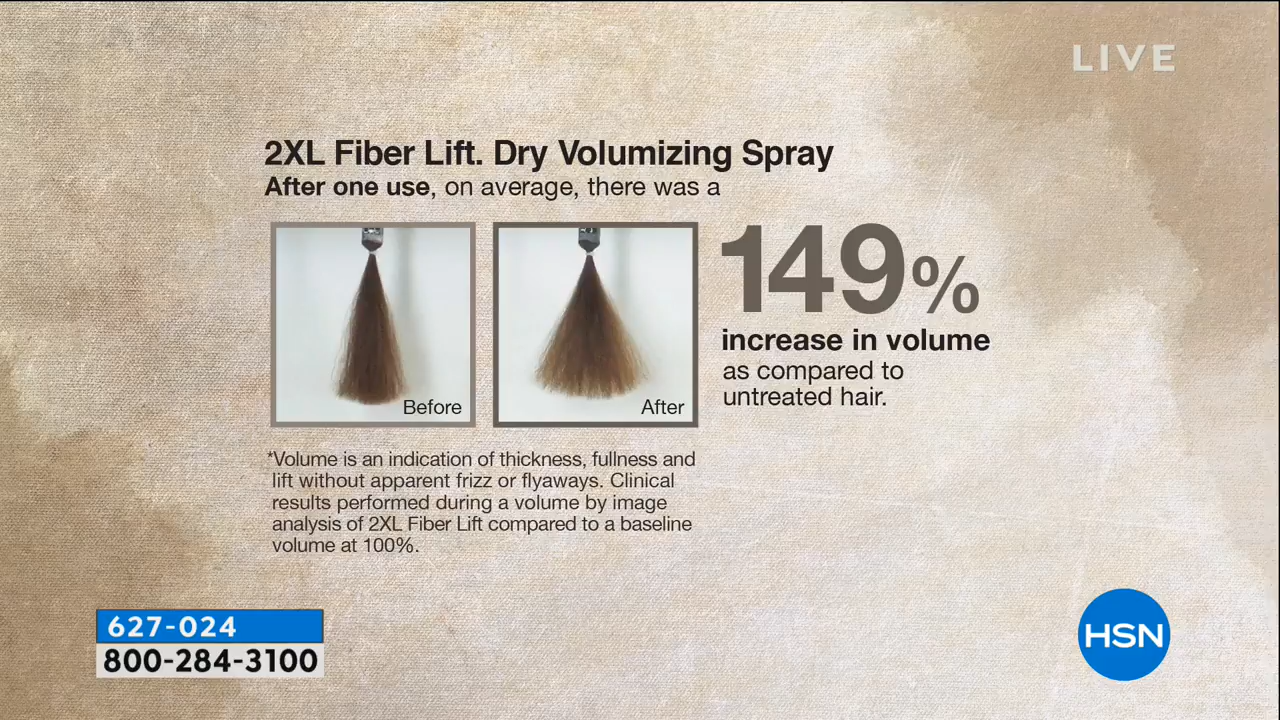 LIVE
2XL Fiber Lift. Dry Volumizing Spray
After one use, on average, there was a
Before
After
149%
increase in volume
as compared to
untreated hair.
*Volume is an indication of thickness, fullness and
lift without apparent frizz or flyaways. Clinical
results performed during a volume by image
analysis of 2XL Fiber Lift compared to a baseline
volume at 100%.
627-024
800-284-3100
HSN